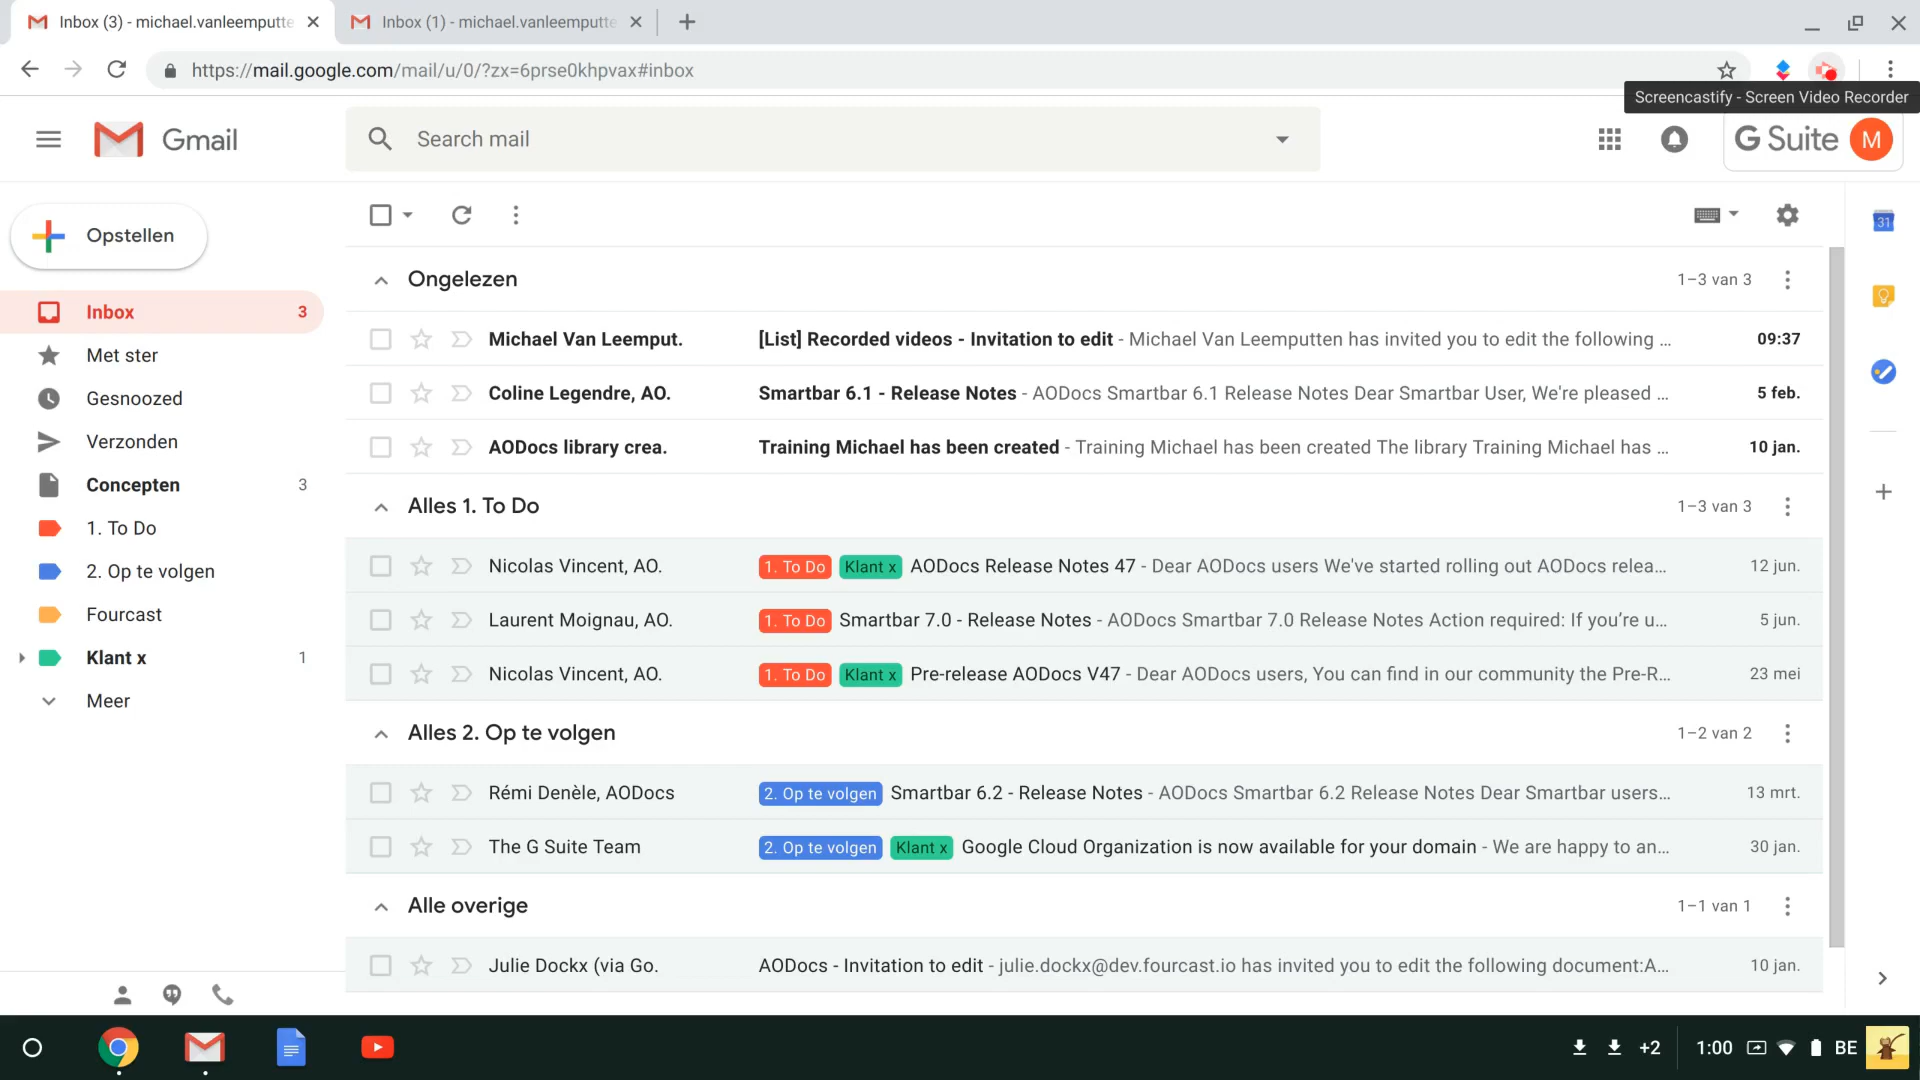 Inbox (3) - michael.vanleemputte
Inbox (1) - michael.vanleemputte
https://mail.google.com/mail/u/0/?zx=6prse0khpvax#inbox
Screencastify - Screen Video Recorder
Gmail
Search mail
G Suite
M
Opstellen
31
Ongelezen
1–3 van 3
Inbox 3
Michael Van Leemput. [List] Recorded videos - Invitation to edit - Michael Van Leemputten has invited you to edit the following ... 09:37
Met ster
Coline Legendre, AO. Smartbar 6.1 - Release Notes - AODocs Smartbar 6.1 Release Notes Dear Smartbar User, We're pleased ... 5 feb.
Gesnoozed
Verzonden
AODocs library crea. Training Michael has been created - Training Michael has been created The library Training Michael has ... 10 jan.
Concepten 3
Alles 1. To Do
1–3 van 3
1. To Do
Nicolas Vincent, AO. 1. To Do Klant x AODocs Release Notes 47 - Dear AODocs users We've started rolling out AODocs relea... 12 jun.
2. Op te volgen
Fourcast
Laurent Moignau, AO. 1. To Do Smartbar 7.0 - Release Notes - AODocs Smartbar 7.0 Release Notes Action required: If you’re u... 5 jun.
Klant x 1
Nicolas Vincent, AO. 1. To Do Klant x Pre-release AODocs V47 - Dear AODocs users, You can find in our community the Pre-R... 23 mei
Meer
Alles 2. Op te volgen
1–2 van 2
Rémi Denèle, AODocs 2. Op te volgen Smartbar 6.2 - Release Notes - AODocs Smartbar 6.2 Release Notes Dear Smartbar users... 13 mrt.
The G Suite Team 2. Op te volgen Klant x Google Cloud Organization is now available for your domain - We are happy to an... 30 jan.
Alle overige
1–1 van 1
Julie Dockx (via Go. AODocs - Invitation to edit - julie.dockx@dev.fourcast.io has invited you to edit the following document:A... 10 jan.
+2
1:00
BE